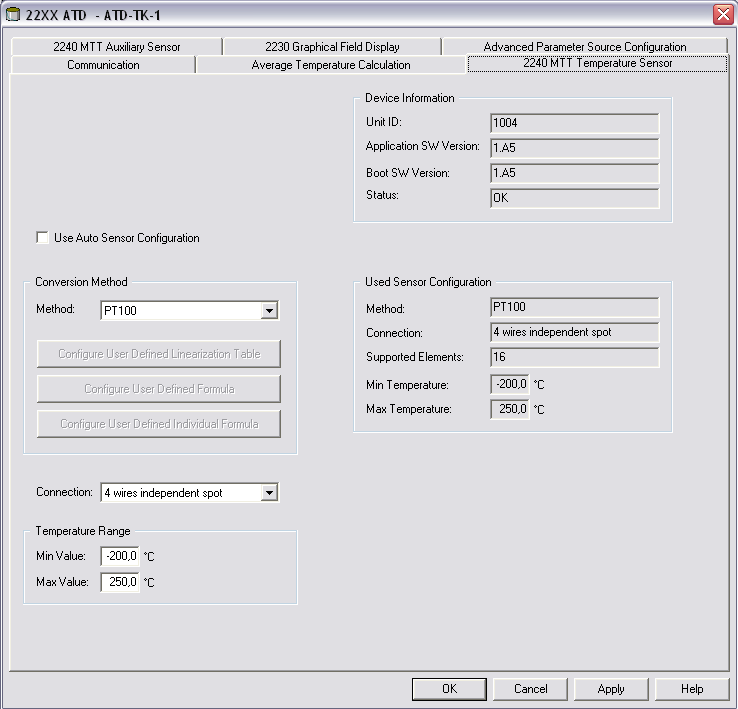 22XX ATD - ATD-TK-1
2240 MTT Auxiliary Sensor
2230 Graphical Field Display
Advanced Parameter Source Configuration
Communication
Average Temperature Calculation
2240 MTT Temperature Sensor
Device Information
Unit ID: 1004
Application SW Version: 1.A5
Boot SW Version: 1.A5
Status: OK
Use Auto Sensor Configuration
Conversion Method
Method: PT100
Configure User Defined Linearization Table
Configure User Defined Formula
Configure User Defined Individual Formula
Used Sensor Configuration
Method: PT100
Connection: 4 wires independent spot
Supported Elements: 16
Min Temperature: -200,0 °C
Max Temperature: 250,0 °C
Connection: 4 wires independent spot
Temperature Range
Min Value: -200,0 °C
Max Value: 250,0 °C
OK
Cancel
Apply
Help